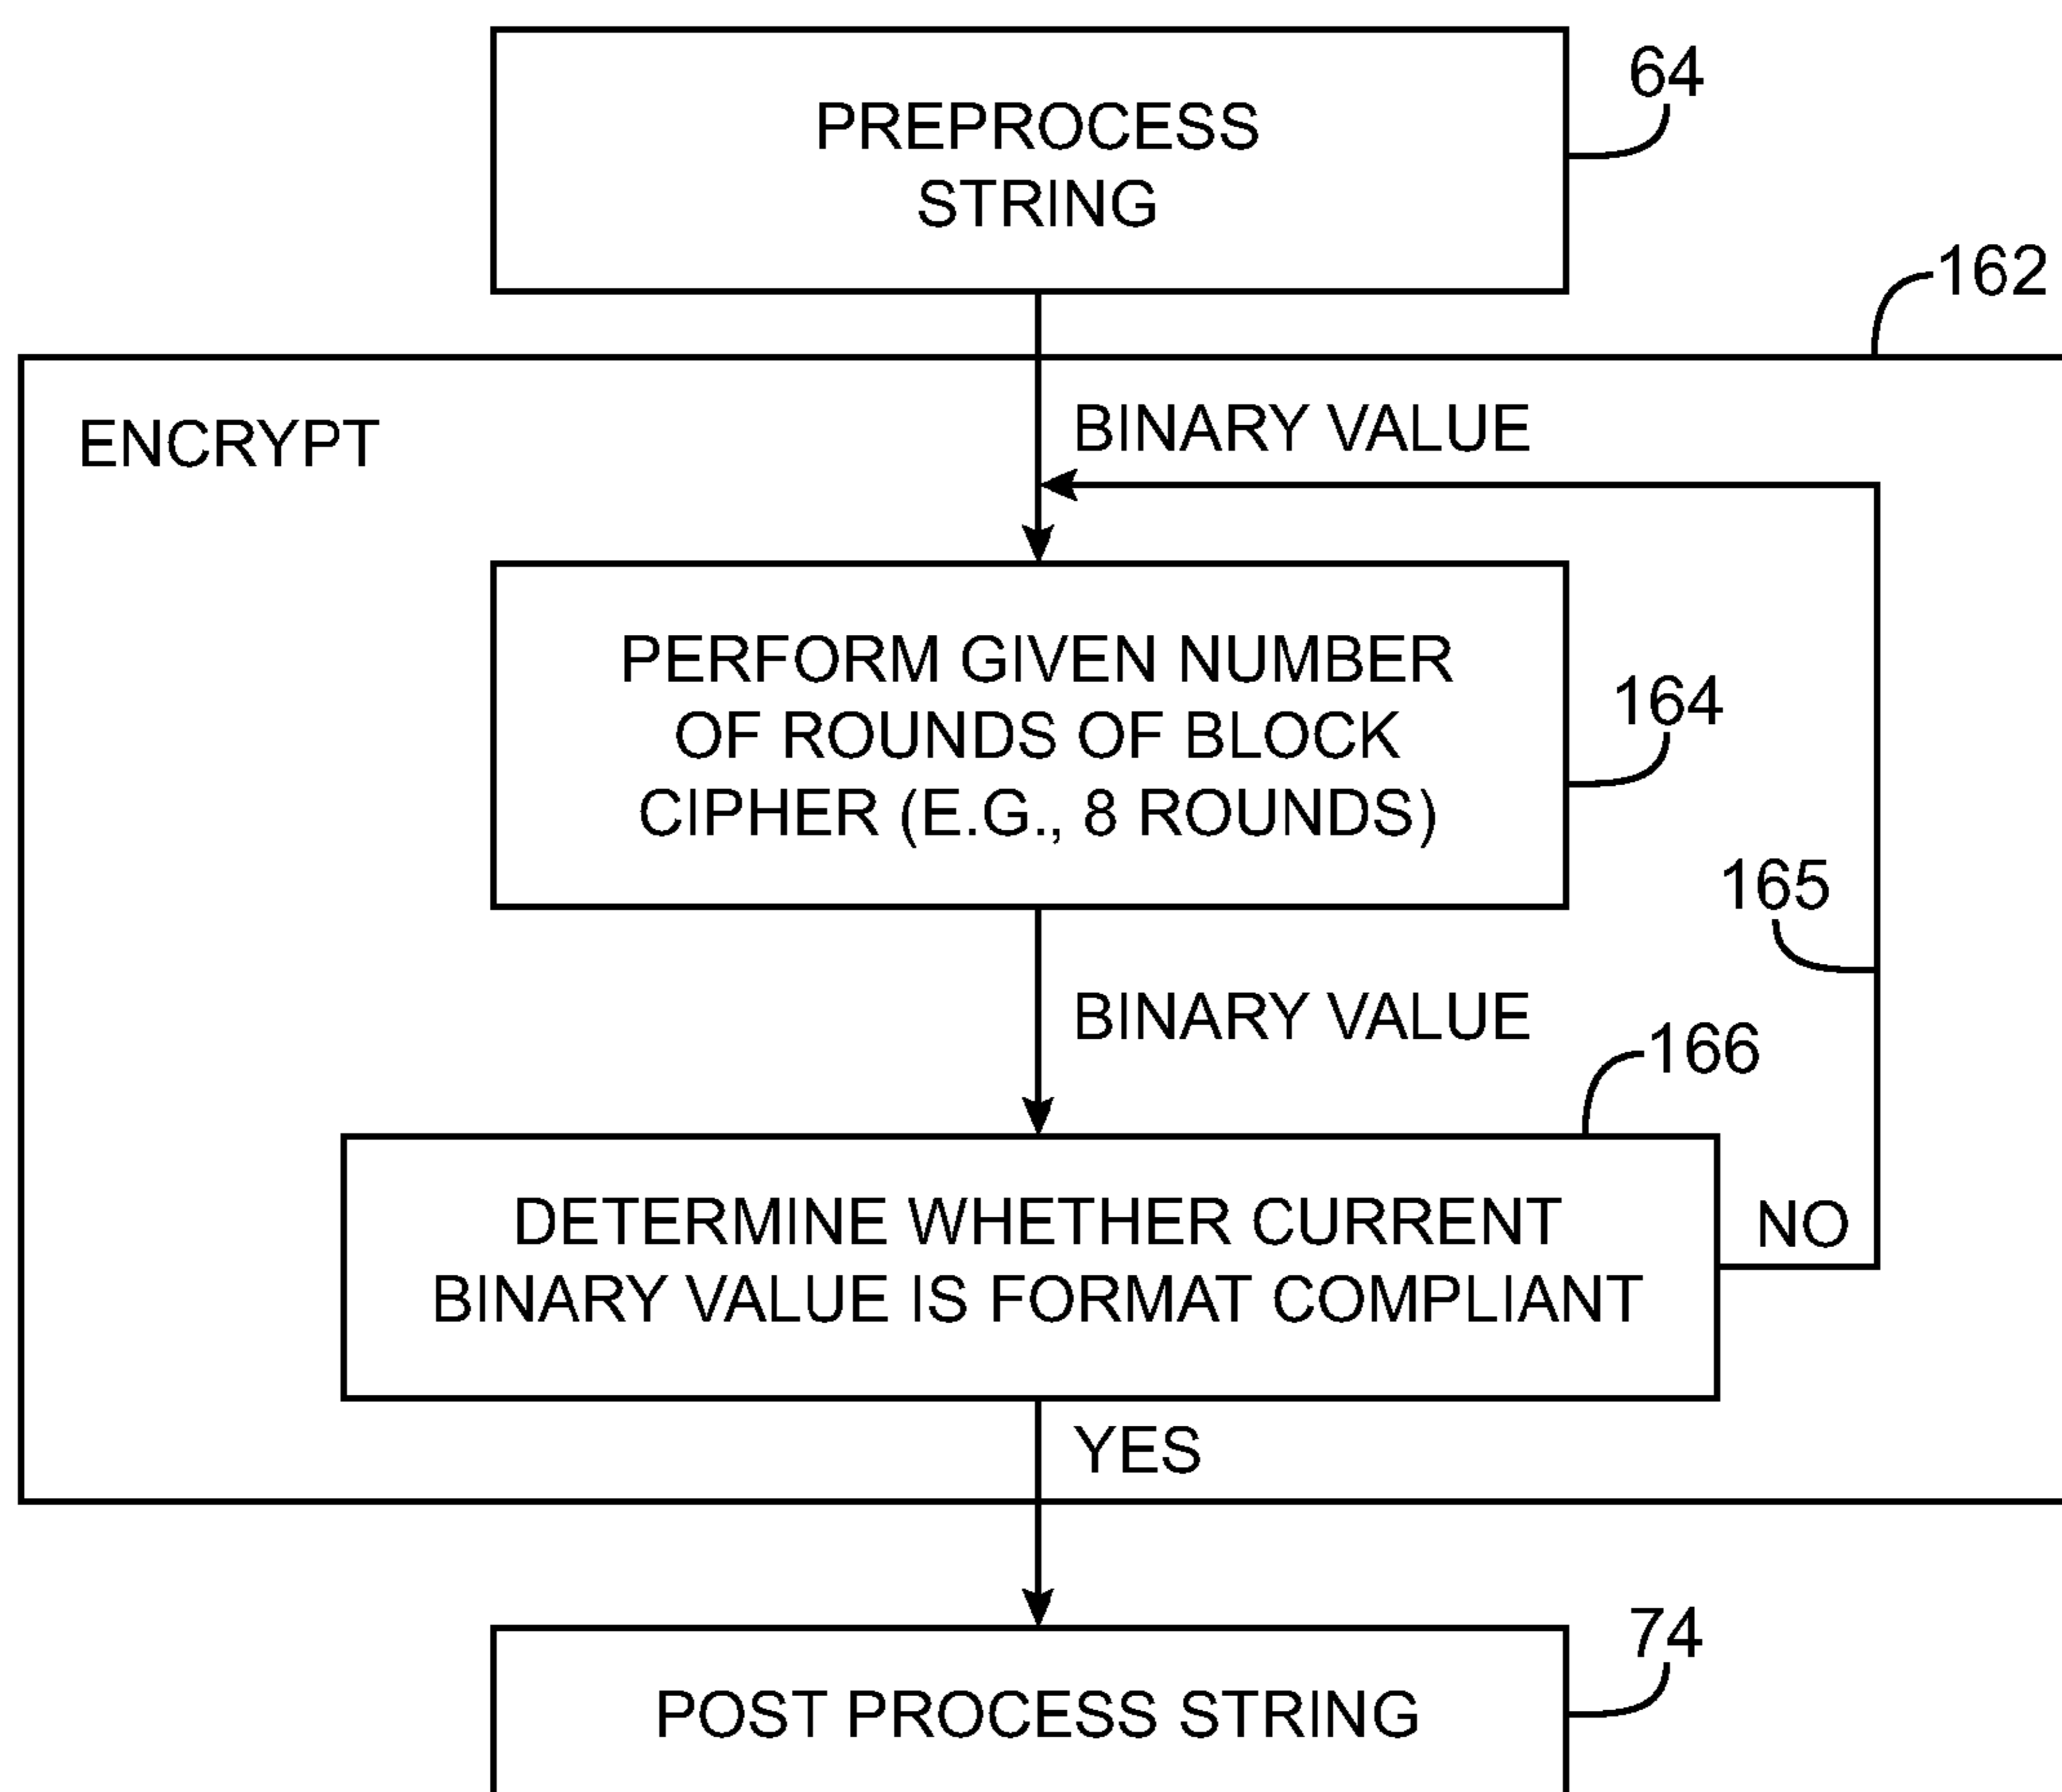 PREPROCESS
STRING
64
162
ENCRYPT
BINARY VALUE
PERFORM GIVEN NUMBER
OF ROUNDS OF BLOCK
CIPHER (E.G., 8 ROUNDS)
164
165
BINARY VALUE
166
DETERMINE WHETHER CURRENT
BINARY VALUE IS FORMAT COMPLIANT
NO
YES
74
POST PROCESS STRING